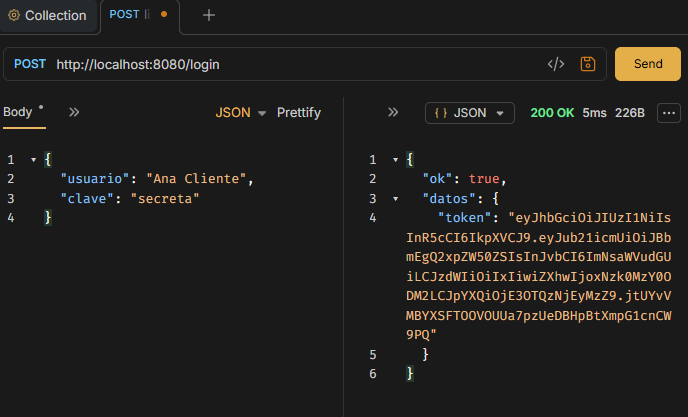 Collection
POST li
POST http://localhost:8080/login
Send
Body
JSON
Prettify
{ } JSON
200 OK 5ms 226B
1 {
2 "usuario": "Ana Cliente",
3 "clave": "secreta"
4 }
1 {
2 "ok": true,
3 "datos": {
4 "token": "eyJhbGciOiJIUzI1NiIs
InR5cCI6IkpXVCJ9.eyJub21icmUiOiJBb
mEgQ2xpZW50ZSIsInJvbCI6ImNsaWVudGU
iLCJzdWIiOiIxIiwiZXhwIjoxNzk0MzY0O
DM2LCJpYXQiOjE3OTQzNjEyMzZ9.jtUYvV
MBYXSFTOOVOUUa7pzUeDBHpBtXmpG1cnCW
9PQ"
5 }
6 }